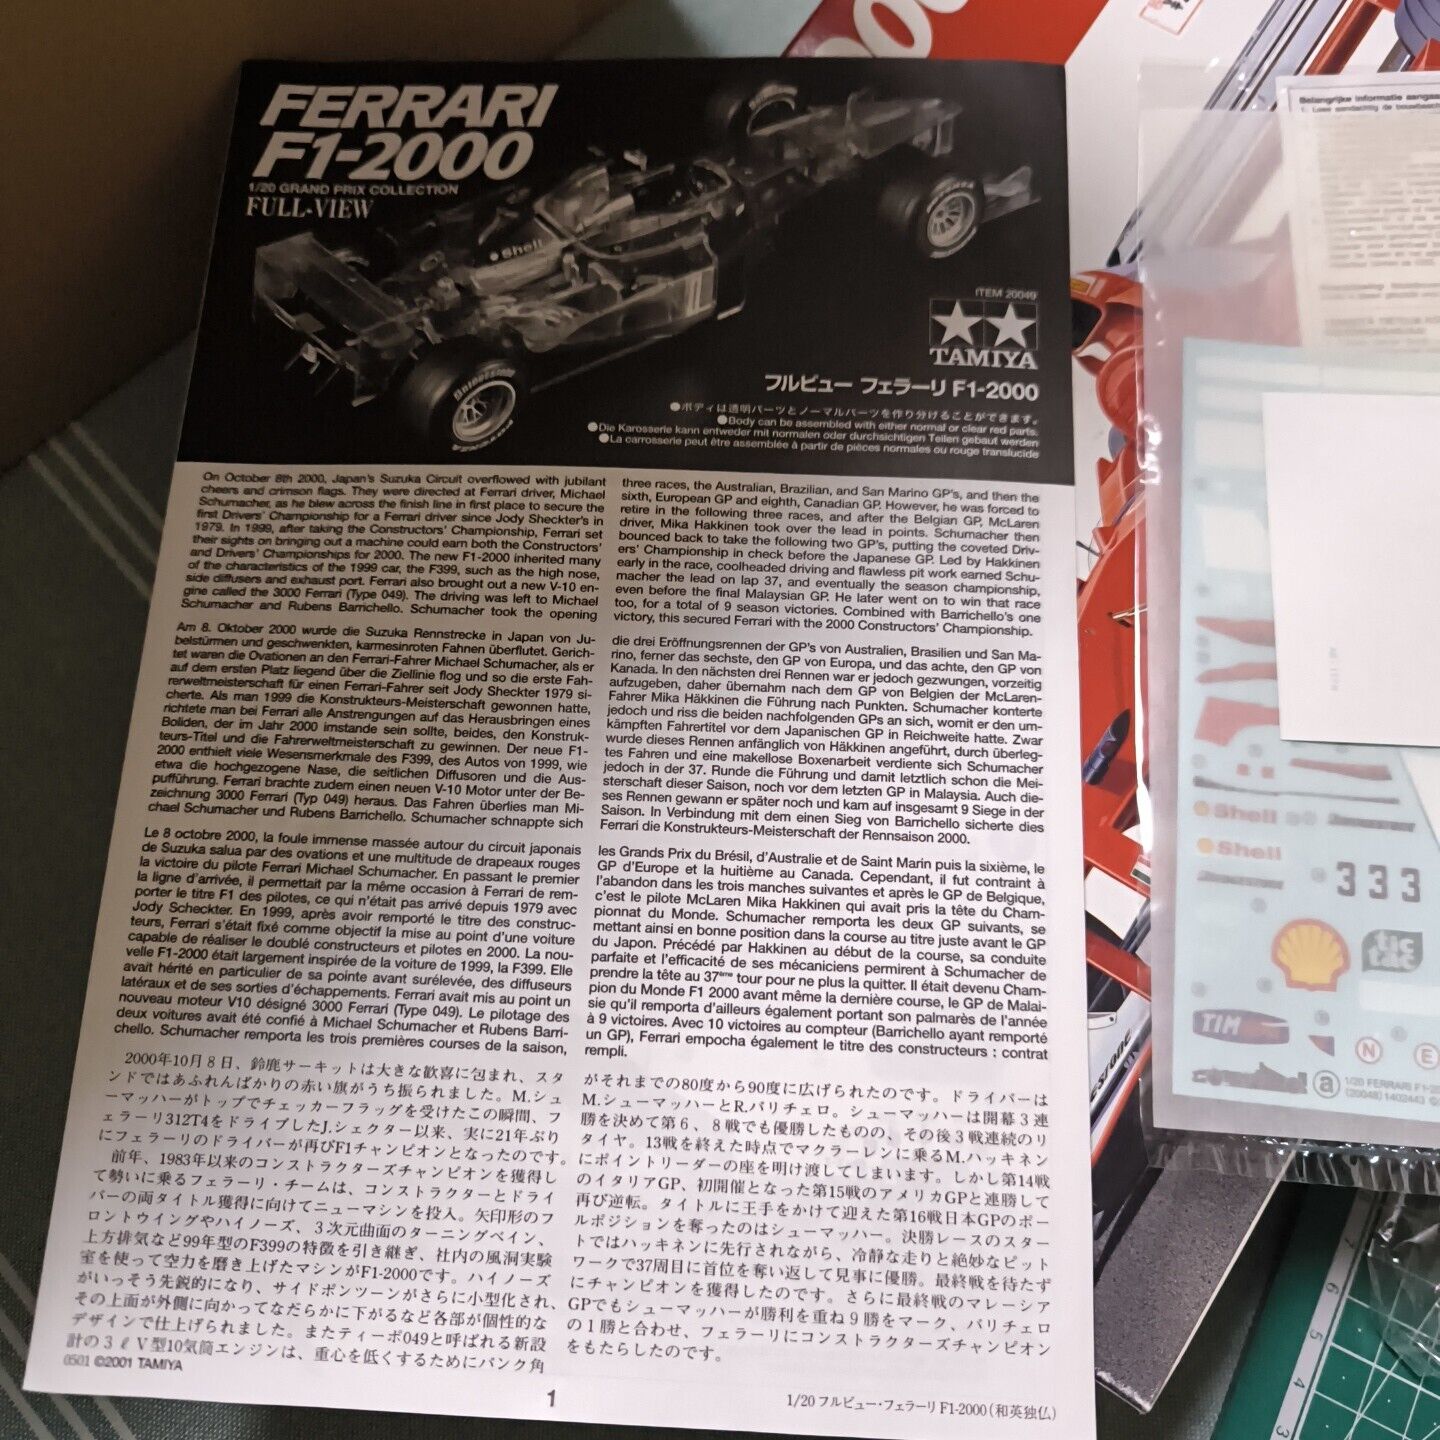 FERRARI
F1-2000
1/20 GRAND PRIX COLLECTION
FULL-VIEW
Shell
ITEM 20049
TAMIYA
フルビュー フェラーリ F1-2000
●ボディは透明パーツとノーマルパーツを作り分けることができます。
●Body can be assembled with either normal or clear red parts.
●Die Karosserie kann entweder mit normalen oder durchsichtigen Teilen gebaut werden
●La carrosserie peut être assemblée à partir de pièces normales ou rouge translucide
On October 8th 2000, Japan's Suzuka Circuit overflowed with jubilant
cheers and crimson flags. They were directed at Ferrari driver, Michael
Schumacher, as he blew across the finish line in first place to secure the
first Drivers' Championship for a Ferrari driver since Jody Sheckter's in
1979. In 1999, after taking the Constructors' Championship, Ferrari set
their sights on bringing out a machine could earn both the Constructors'
and Drivers' Championships for 2000. The new F1-2000 inherited many
of the characteristics of the 1999 car, the F399, such as the high nose,
side diffusers and exhaust port. Ferrari also brought out a new V-10 en-
gine called the 3000 Ferrari (Type 049). The driving was left to Michael
Schumacher and Rubens Barrichello. Schumacher took the opening
three races, the Australian, Brazilian, and San Marino GP's, and then the
sixth, European GP and eighth, Canadian GP. However, he was forced to
retire in the following three races, and after the Belgian GP, McLaren
driver, Mika Hakkinen took over the lead in points. Schumacher then
bounced back to take the following two GP's, putting the coveted Driv-
ers' Championship in check before the Japanese GP. Led by Hakkinen
early in the race, coolheaded driving and flawless pit work earned Schu-
macher the lead on lap 37, and eventually the season championship,
even before the final Malaysian GP. He later went on to win that race
too, for a total of 9 season victories. Combined with Barrichello's one
victory, this secured Ferrari with the 2000 Constructors' Championship.
Am 8. Oktober 2000 wurde die Suzuka Rennstrecke in Japan von Ju-
belstürmen und geschwenkten, karmesinroten Fahnen überflutet. Gerich-
tet waren die Ovationen an den Ferrari-Fahrer Michael Schumacher, als er
auf dem ersten Platz liegend über die Ziellinie flog und so die erste Fah-
rerweltmeisterschaft für einen Ferrari-Fahrer seit Jody Sheckter 1979 si-
cherte. Als man 1999 die Konstrukteurs-Meisterschaft gewonnen hatte,
richtete man bei Ferrari alle Anstrengungen auf das Herausbringen eines
Boliden, der im Jahr 2000 imstande sein sollte, beides, den Konstruk-
teurs-Titel und die Fahrerweltmeisterschaft zu gewinnen. Der neue F1-
2000 enthielt viele Wesensmerkmale des F399, des Autos von 1999, wie
etwa die hochgezogene Nase, die seitlichen Diffusoren und die Aus-
pufführung. Ferrari brachte zudem einen neuen V-10 Motor unter der Be-
zeichnung 3000 Ferrari (Typ 049) heraus. Das Fahren überlies man Mi-
chael Schumacher und Rubens Barrichello. Schumacher schnappte sich
die drei Eröffnungsrennen der GP's von Australien, Brasilien und San Ma-
rino, ferner das sechste, den GP von Europa, und das achte, den GP von
Kanada. In den nächsten drei Rennen war er jedoch gezwungen, vorzeitig
aufzugeben, daher übernahm nach dem GP von Belgien der McLaren-
Fahrer Mika Häkkinen die Führung nach Punkten. Schumacher konterte
jedoch und riss die beiden nachfolgenden GPs an sich, womit er den um-
kämpften Fahrertitel vor dem Japanischen GP in Reichweite hatte. Zwar
wurde dieses Rennen anfänglich von Häkkinen angeführt, durch überleg-
tes Fahren und eine makellose Boxenarbeit verdiente sich Schumacher
jedoch in der 37. Runde die Führung und damit letztlich schon die Mei-
sterschaft dieser Saison, noch vor dem letzten GP in Malaysia. Auch die-
ses Rennen gewann er später noch und kam auf insgesamt 9 Siege in der
Saison. In Verbindung mit dem einen Sieg von Barrichello sicherte dies
Ferrari die Konstrukteurs-Meisterschaft der Rennsaison 2000.
Le 8 octobre 2000, la foule immense massée autour du circuit japonais
de Suzuka salua par des ovations et une multitude de drapeaux rouges
la victoire du pilote Ferrari Michael Schumacher. En passant le premier
la ligne d'arrivée, il permettait par la même occasion à Ferrari de rem-
porter le titre F1 des pilotes, ce qui n'était pas arrivé depuis 1979 avec
Jody Scheckter. En 1999, après avoir remporté le titre des construc-
teurs, Ferrari s'était fixé comme objectif la mise au point d'une voiture
capable de réaliser le doublé constructeurs et pilotes en 2000. La nou-
velle F1-2000 était largement inspirée de la voiture de 1999, la F399. Elle
avait hérité en particulier de sa pointe avant surélevée, des diffuseurs
latéraux et de ses sorties d'échappements. Ferrari avait mis au point un
nouveau moteur V10 désigné 3000 Ferrari (Type 049). Le pilotage des
deux voitures avait été confié à Michael Schumacher et Rubens Barri-
chello. Schumacher remporta les trois premières courses de la saison,
les Grands Prix du Brésil, d'Australie et de Saint Marin puis la sixième, le
GP d'Europe et la huitième au Canada. Cependant, il fut contraint à
l'abandon dans les trois manches suivantes et après le GP de Belgique,
c'est le pilote McLaren Mika Hakkinen qui avait pris la tête du Cham-
pionnat du Monde. Schumacher remporta les deux GP suivants, se
mettant ainsi en bonne position dans la course au titre juste avant le GP
du Japon. Précédé par Hakkinen au début de la course, sa conduite
parfaite et l'efficacité de ses mécaniciens permirent à Schumacher de
prendre la tête au 37ème tour pour ne plus la quitter. Il était devenu Cham-
pion du Monde F1 2000 avant même la dernière course, le GP de Malai-
sie qu'il remporta d'ailleurs également portant son palmarès de l'année
à 9 victoires. Avec 10 victoires au compteur (Barrichello ayant remporté
un GP), Ferrari empocha également le titre des constructeurs : contrat
rempli.
2000年10月8日、鈴鹿サーキットは大きな歓喜に包まれ、スタ
ンドではあふれんばかりの赤い旗がうち振られました。M.シュ
ーマッハーがトップでチェッカーフラッグを受けたこの瞬間、フ
ェラーリ312T4をドライブしたJ.シェクター以来、実に21年ぶり
にフェラーリのドライバーが再びF1チャンピオンとなったのです。
前年、1983年以来のコンストラクターズチャンピオンを獲得し
て勢いに乗るフェラーリ・チームは、コンストラクターとドライ
バーの両タイトル獲得に向けてニューマシンを投入。矢印形のフ
ロントウイングやハイノーズ、3次元曲面のターニングベイン、
上方排気など99年型のF399の特徴を引き継ぎ、社内の風洞実験
室を使って空力を磨き上げたマシンがF1-2000です。ハイノーズ
がいっそう先鋭的になり、サイドポンツーンがさらに小型化され、
その上面が外側に向かってなだらかに下がるなど各部が個性的な
デザインで仕上げられました。またティーポ049と呼ばれる新設
計の3ℓV型10気筒エンジンは、重心を低くするためにバンク角
がそれまでの80度から90度に広げられたのです。ドライバーは
M.シューマッハーとR.バリチェロ。シューマッハーは開幕3連
勝を決めて第6、8戦でも優勝したものの、その後3戦連続のリ
タイヤ。13戦を終えた時点でマクラーレンに乗るM.ハッキネン
にポイントリーダーの座を明け渡してしまいます。しかし第14戦
のイタリアGP、初開催となった第15戦のアメリカGPと連勝して
再び逆転。タイトルに王手をかけて迎えた第16戦日本GPのポー
ルポジションを奪ったのはシューマッハー。決勝レースのスター
トではハッキネンに先行されながら、冷静な走りと絶妙なピット
ワークで37周目に首位を奪い返して見事に優勝。最終戦を待たず
にチャンピオンを獲得したのです。さらに最終戦のマレーシア
GPでもシューマッハーが勝利を重ね9勝をマーク、バリチェロ
の1勝と合わせ、フェラーリにコンストラクターズチャンピオン
をもたらしたのです。
0501 ©2001 TAMIYA
1
1/20 フルビュー・フェラーリ F1-2000 (和英独仏)
Belangrijke informatie
Shell
Shell
3 3 3
tic
tac
TIM
N
E
a
1/20 FERRARI F1-2
(20048) 1402443
7
6
5
4
3